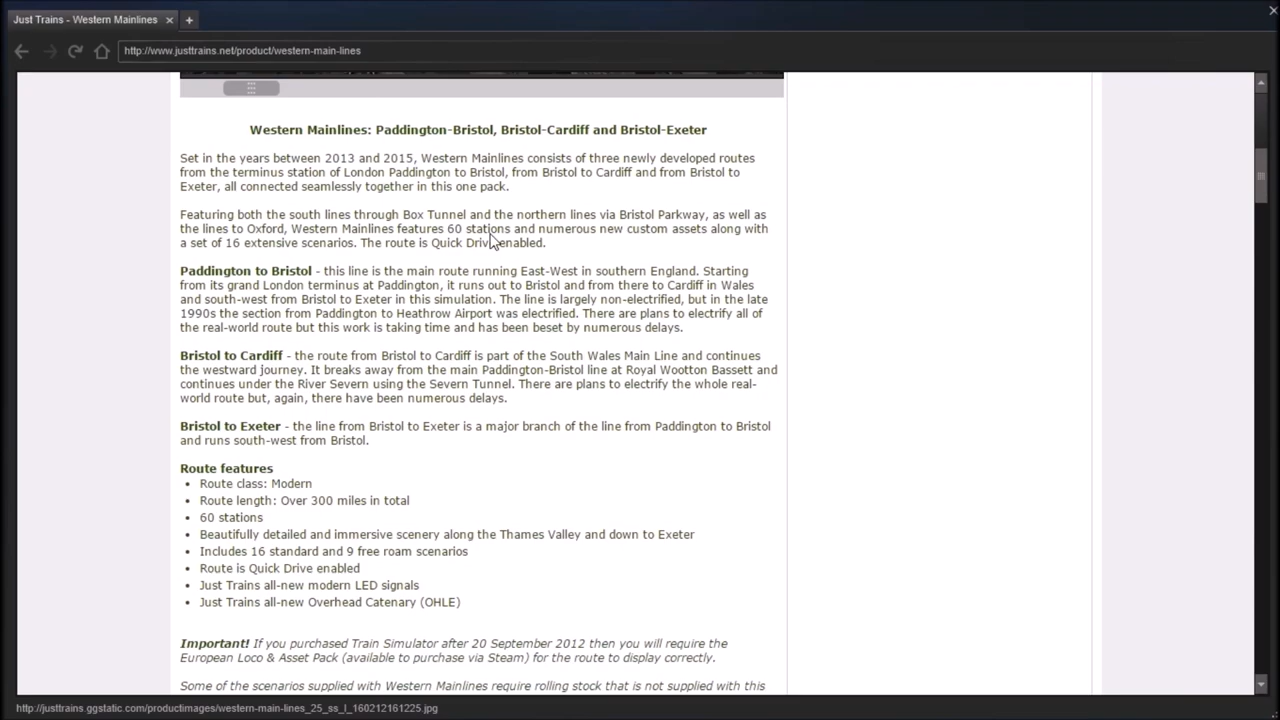 Just Trains - Western Mainlines
http://www.justtrains.net/product/western-main-lines
Western Mainlines: Paddington-Bristol, Bristol-Cardiff and Bristol-Exeter
Set in the years between 2013 and 2015, Western Mainlines consists of three newly developed routes
from the terminus station of London Paddington to Bristol, from Bristol to Cardiff and from Bristol to
Exeter, all connected seamlessly together in this one pack.
Featuring both the south lines through Box Tunnel and the northern lines via Bristol Parkway, as well as
the lines to Oxford, Western Mainlines features 60 stations and numerous new custom assets along with
a set of 16 extensive scenarios. The route is Quick Drive enabled.
Paddington to Bristol - this line is the main route running East-West in southern England. Starting
from its grand London terminus at Paddington, it runs out to Bristol and from there to Cardiff in Wales
and south-west from Bristol to Exeter in this simulation. The line is largely non-electrified, but in the late
1990s the section from Paddington to Heathrow Airport was electrified. There are plans to electrify all of
the real-world route but this work is taking time and has been beset by numerous delays.
Bristol to Cardiff - the route from Bristol to Cardiff is part of the South Wales Main Line and continues
the westward journey. It breaks away from the main Paddington-Bristol line at Royal Wootton Bassett and
continues under the River Severn using the Severn Tunnel. There are plans to electrify the whole real-
world route but, again, there have been numerous delays.
Bristol to Exeter - the line from Bristol to Exeter is a major branch of the line from Paddington to Bristol
and runs south-west from Bristol.
Route features
• Route class: Modern
• Route length: Over 300 miles in total
• 60 stations
• Beautifully detailed and immersive scenery along the Thames Valley and down to Exeter
• Includes 16 standard and 9 free roam scenarios
• Route is Quick Drive enabled
• Just Trains all-new modern LED signals
• Just Trains all-new Overhead Catenary (OHLE)
Important! If you purchased Train Simulator after 20 September 2012 then you will require the
European Loco & Asset Pack (available to purchase via Steam) for the route to display correctly.
Some of the scenarios supplied with Western Mainlines require rolling stock that is not supplied with this
http://justtrains.ggstatic.com/productimages/western-main-lines_25_ss_l_160212161225.jpg